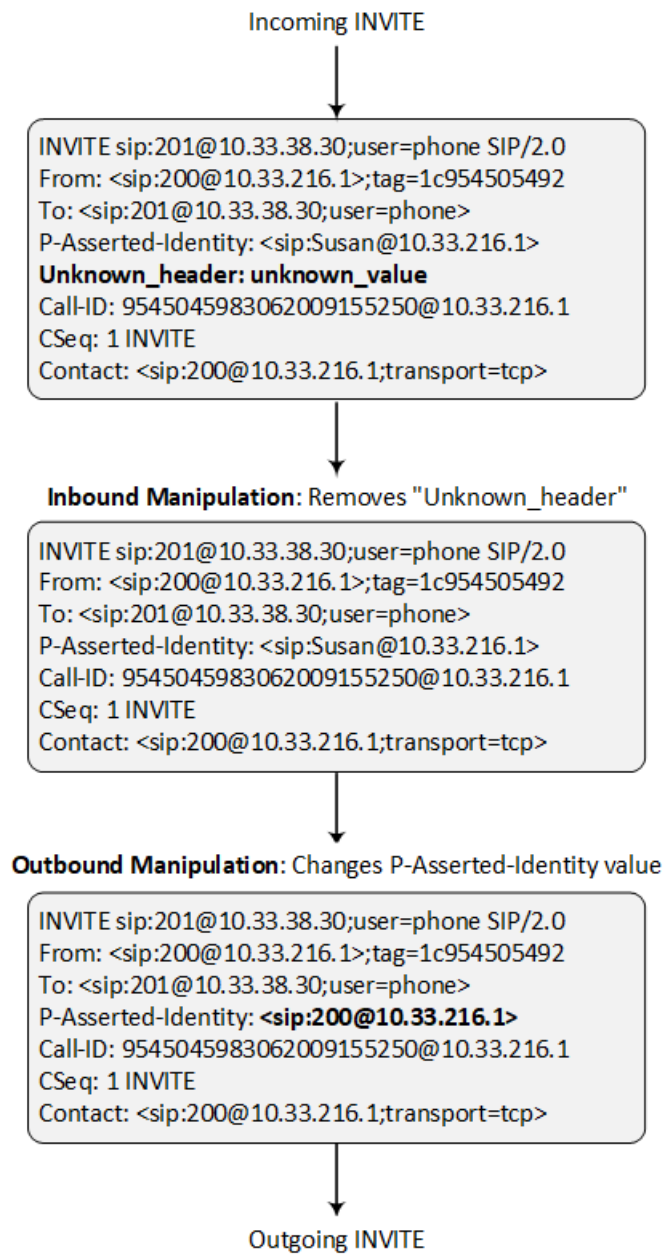 Incoming INVITE
INVITE sip:201@10.33.38.30;user=phone SIP/2.0
From: <sip:200@10.33.216.1>;tag=1c954505492
To: <sip:201@10.33.38.30;user=phone>
P-Asserted-Identity: <sip:Susan@10.33.216.1>
Unknown_header: unknown_value
Call-ID: 9545045983062009155250@10.33.216.1
CSeq: 1 INVITE
Contact: <sip:200@10.33.216.1;transport=tcp>
Inbound Manipulation: Removes "Unknown_header"
INVITE sip:201@10.33.38.30;user=phone SIP/2.0
From: <sip:200@10.33.216.1>;tag=1c954505492
To: <sip:201@10.33.38.30;user=phone>
P-Asserted-Identity: <sip:Susan@10.33.216.1>
Call-ID: 9545045983062009155250@10.33.216.1
CSeq: 1 INVITE
Contact: <sip:200@10.33.216.1;transport=tcp>
Outbound Manipulation: Changes P-Asserted-Identity value
INVITE sip:201@10.33.38.30;user=phone SIP/2.0
From: <sip:200@10.33.216.1>;tag=1c954505492
To: <sip:201@10.33.38.30;user=phone>
P-Asserted-Identity: <sip:200@10.33.216.1>
Call-ID: 9545045983062009155250@10.33.216.1
CSeq: 1 INVITE
Contact: <sip:200@10.33.216.1;transport=tcp>
Outgoing INVITE